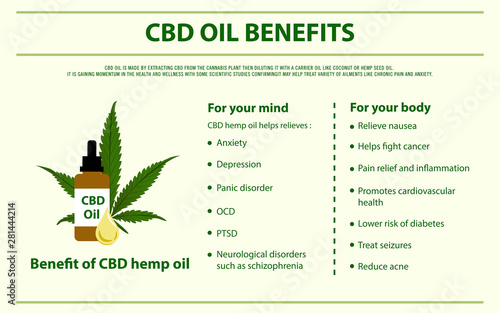 CBD OIL BENEFITS
CBD OIL IS MADE BY EXTRACTING CBD FROM THE CANNABIS PLANT THEN DILUTING IT WITH A CARRIER OIL LIKE COCONUT OR HEMP SEED OIL.
IT IS GAINING MOMENTUM IN THE HEALTH AND WELLNESS WITH SOME SCIENTIFIC STUDIES CONFIRMINGIT MAY HELP TREAT VARIETY OF AILMENTS LIKE CHRONIC PAIN AND ANXIETY.
CBD
Oil
Benefit of CBD hemp oil
For your mind
CBD hemp oil helps relieves :
Anxiety
Depression
Panic disorder
OCD
PTSD
Neurological disorders
such as schizophrenia
For your body
Relieve nausea
Helps fight cancer
Pain relief and inflammation
Promotes cardiovascular
health
Lower risk of diabetes
Treat seizures
Reduce acne
281444214